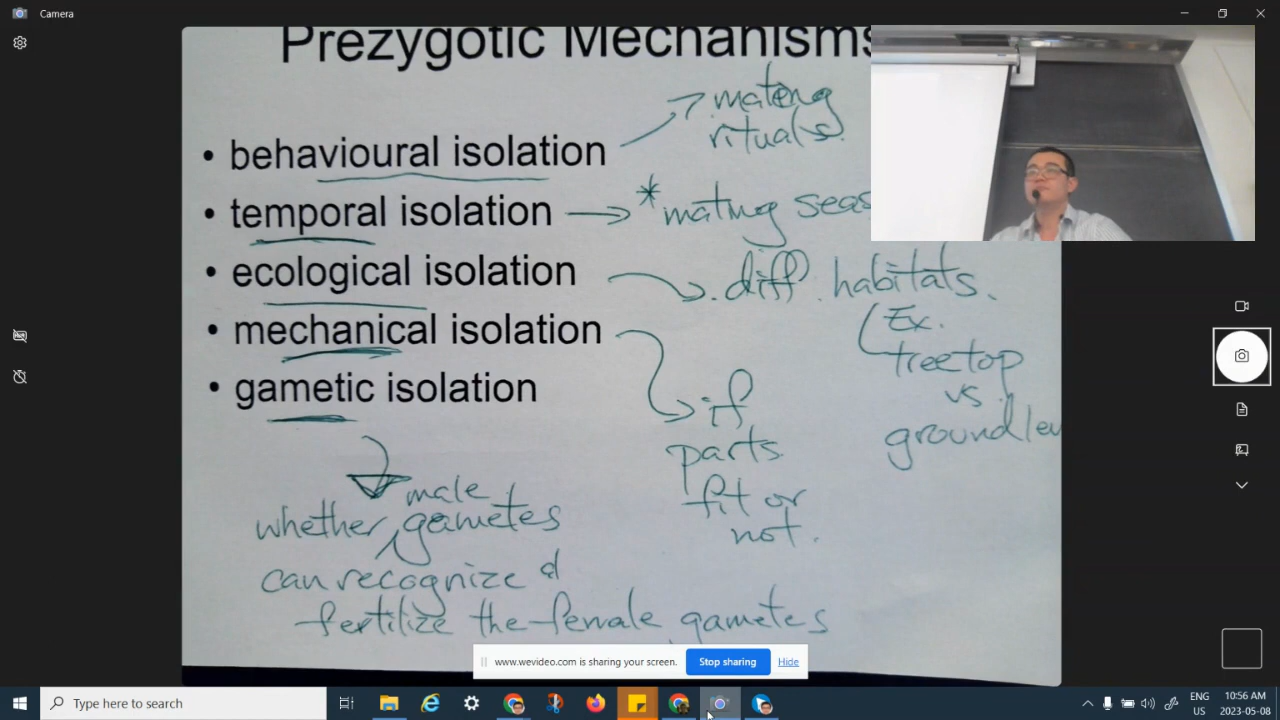 Camera
Prezygotic Mechanisms
mating
rituals.
• behavioural isolation
• temporal isolation
*mating seas
• ecological isolation
diff. habitats.
Ex.
treetop
vs.
ground lev
• mechanical isolation
if
parts
fit or
not.
• gametic isolation
male
whether gametes
can recognize &
fertilize the female gametes
www.wevideo.com is sharing your screen.
Stop sharing
Hide
Type here to search
ENG
US
10:56 AM
2023-05-08